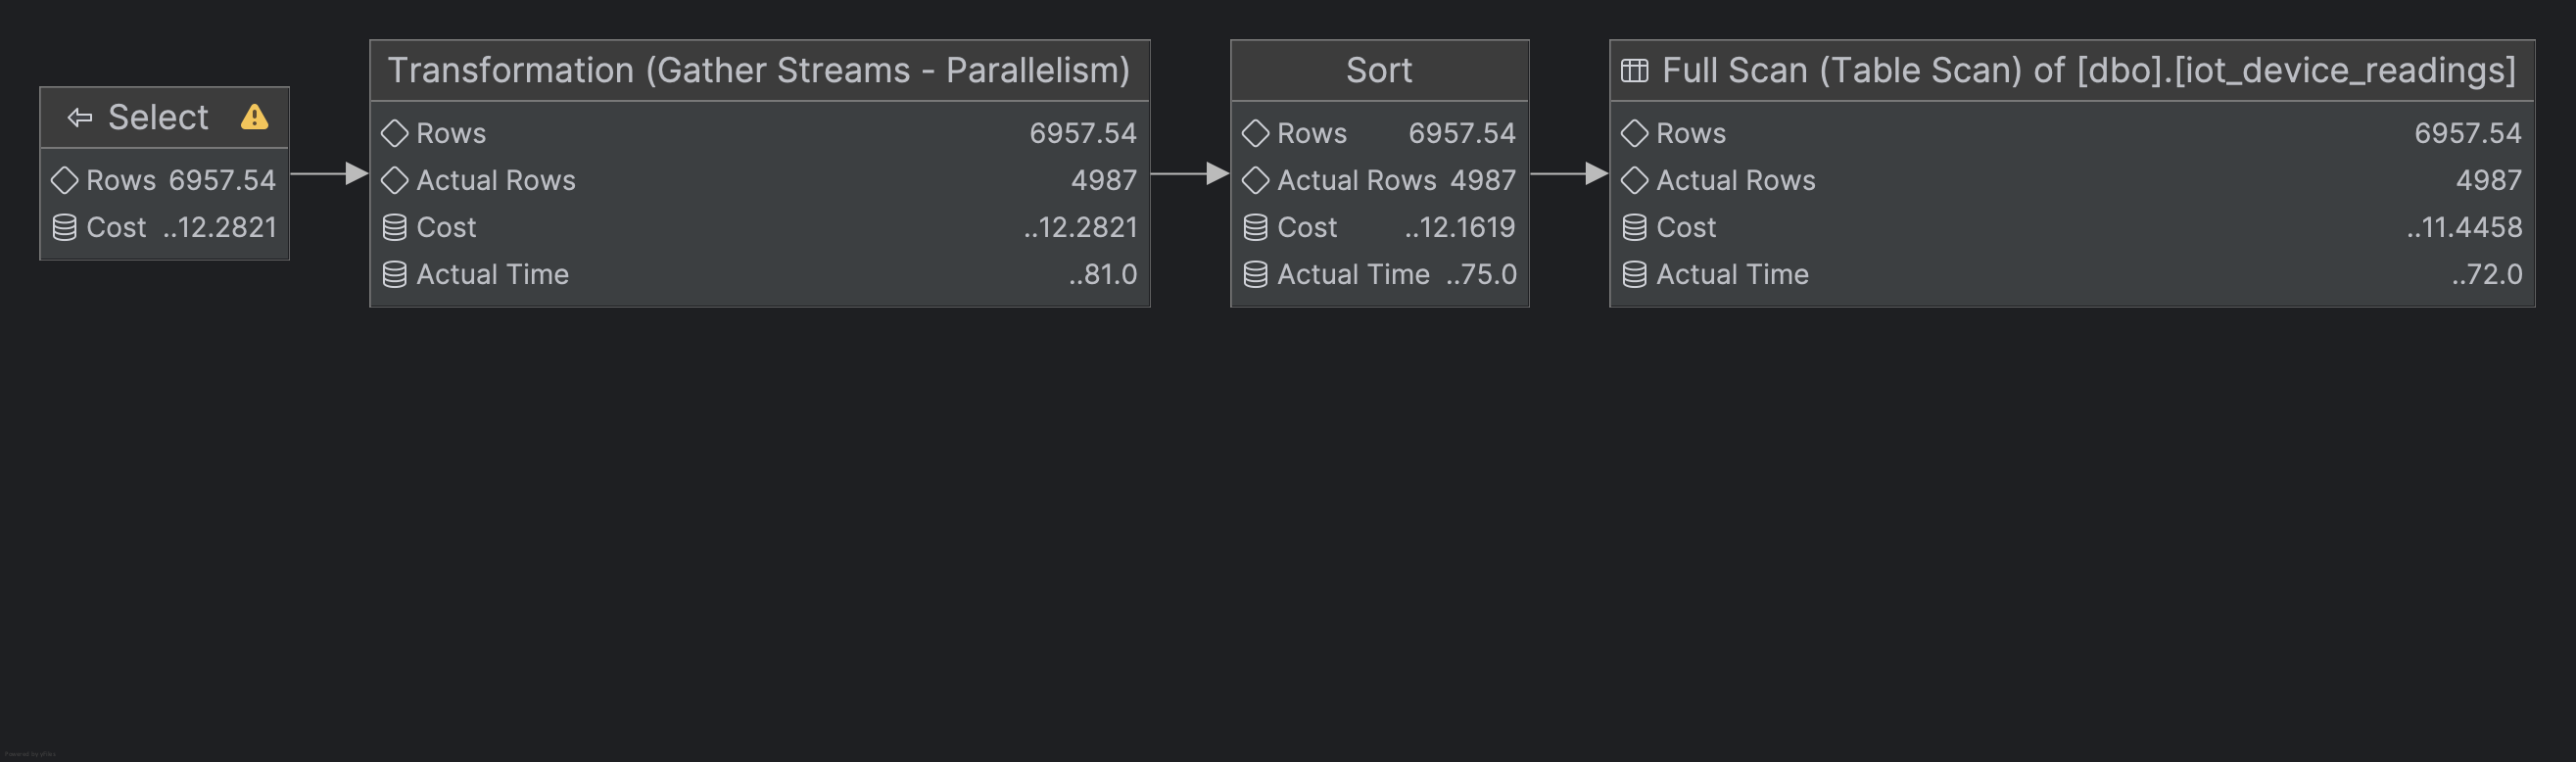 Select
Rows 6957.54
Cost ..12.2821
Transformation (Gather Streams - Parallelism)
Rows 6957.54
Actual Rows 4987
Cost ..12.2821
Actual Time ..81.0
Sort
Rows 6957.54
Actual Rows 4987
Cost ..12.1619
Actual Time ..75.0
Full Scan (Table Scan) of [dbo].[iot_device_readings]
Rows 6957.54
Actual Rows 4987
Cost ..11.4458
Actual Time ..72.0
Powered by yFiles